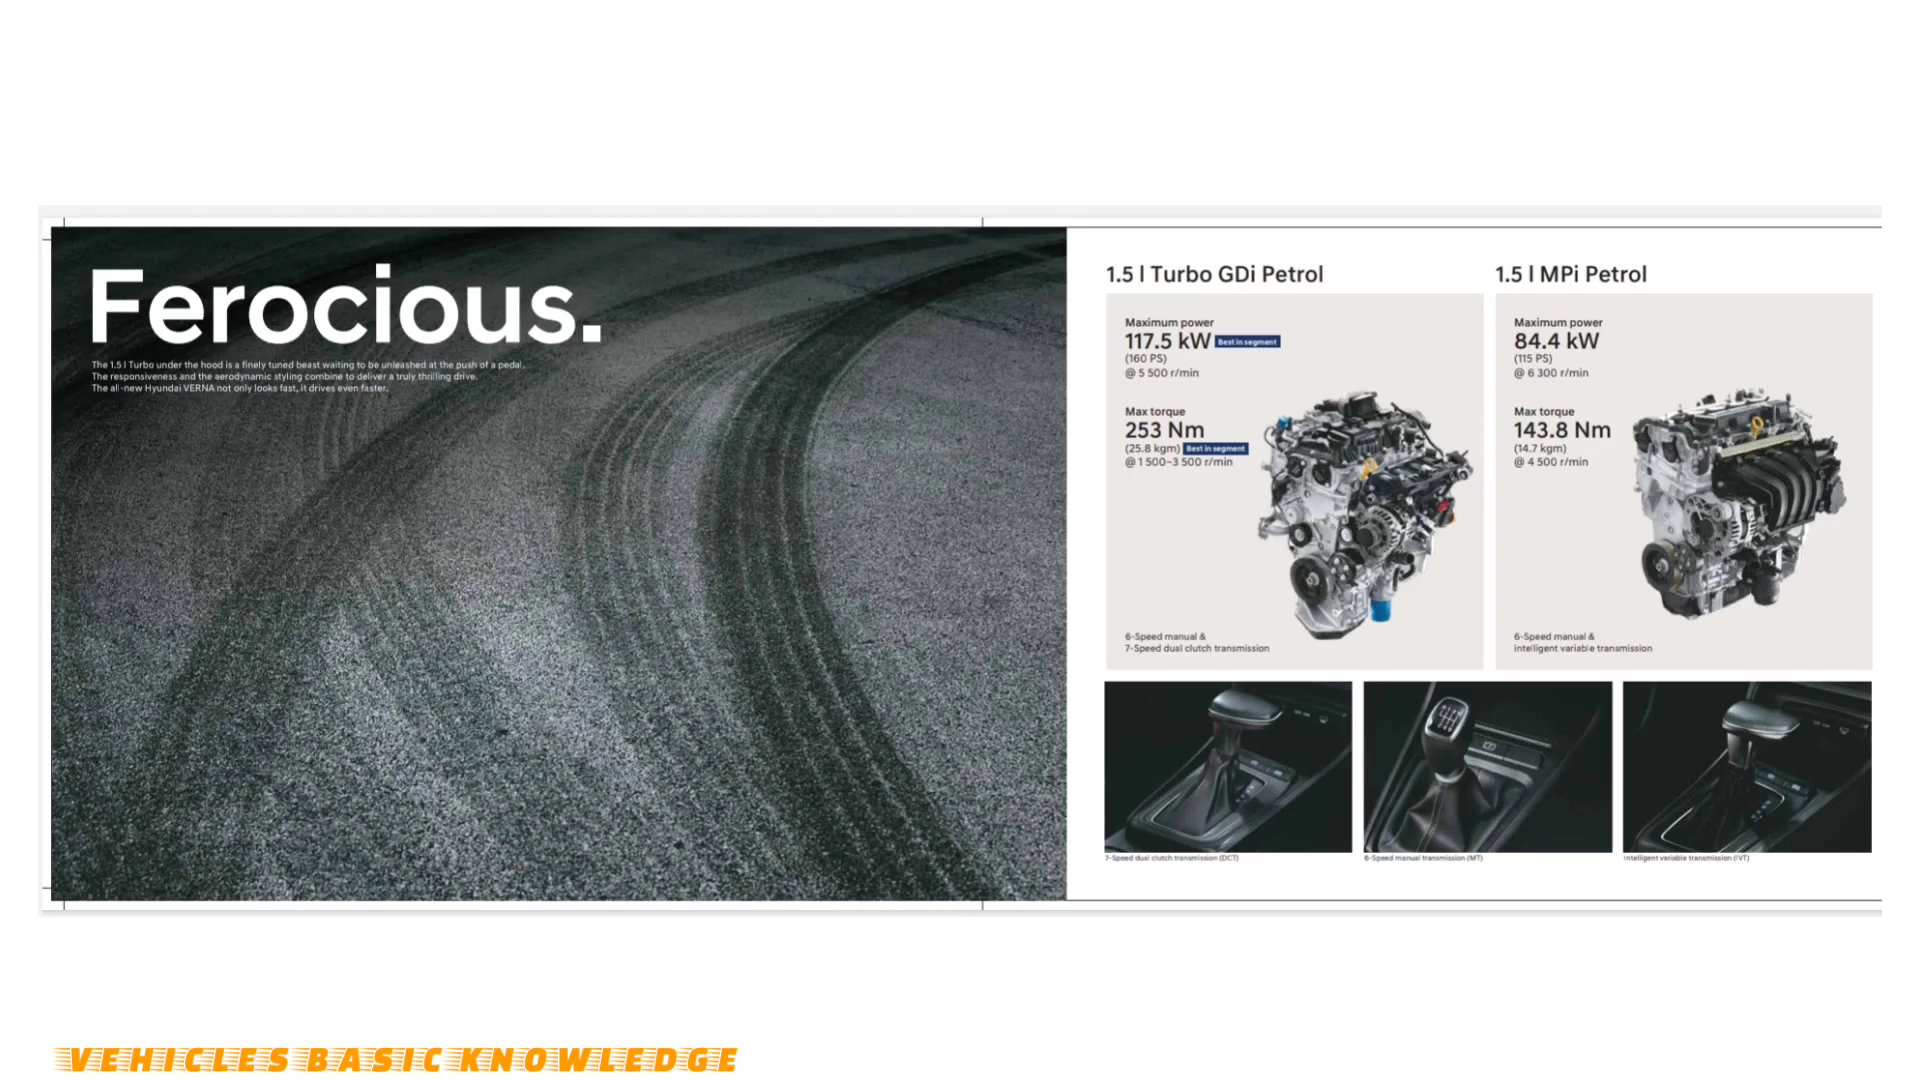 Ferocious.
The 1.5 l Turbo under the hood is a finely tuned beast waiting to be unleashed at the push of a pedal.
The responsiveness and the aerodynamic styling combine to deliver a truly thrilling drive.
The all-new Hyundai VERNA not only looks fast, it drives even faster.
1.5 l Turbo GDi Petrol
Maximum power
117.5 kW Best in segment
(160 PS)
@ 5 500 r/min
Max torque
253 Nm
(25.8 kgm) Best in segment
@ 1 500–3 500 r/min
6-Speed manual &
7-Speed dual clutch transmission
1.5 l MPi Petrol
Maximum power
84.4 kW
(115 PS)
@ 6 300 r/min
Max torque
143.8 Nm
(14.7 kgm)
@ 4 500 r/min
6-Speed manual &
intelligent variable transmission
7-Speed dual clutch transmission (DCT)
6-Speed manual transmission (MT)
Intelligent variable transmission (IVT)
VEHICLES BASIC KNOWLEDGE